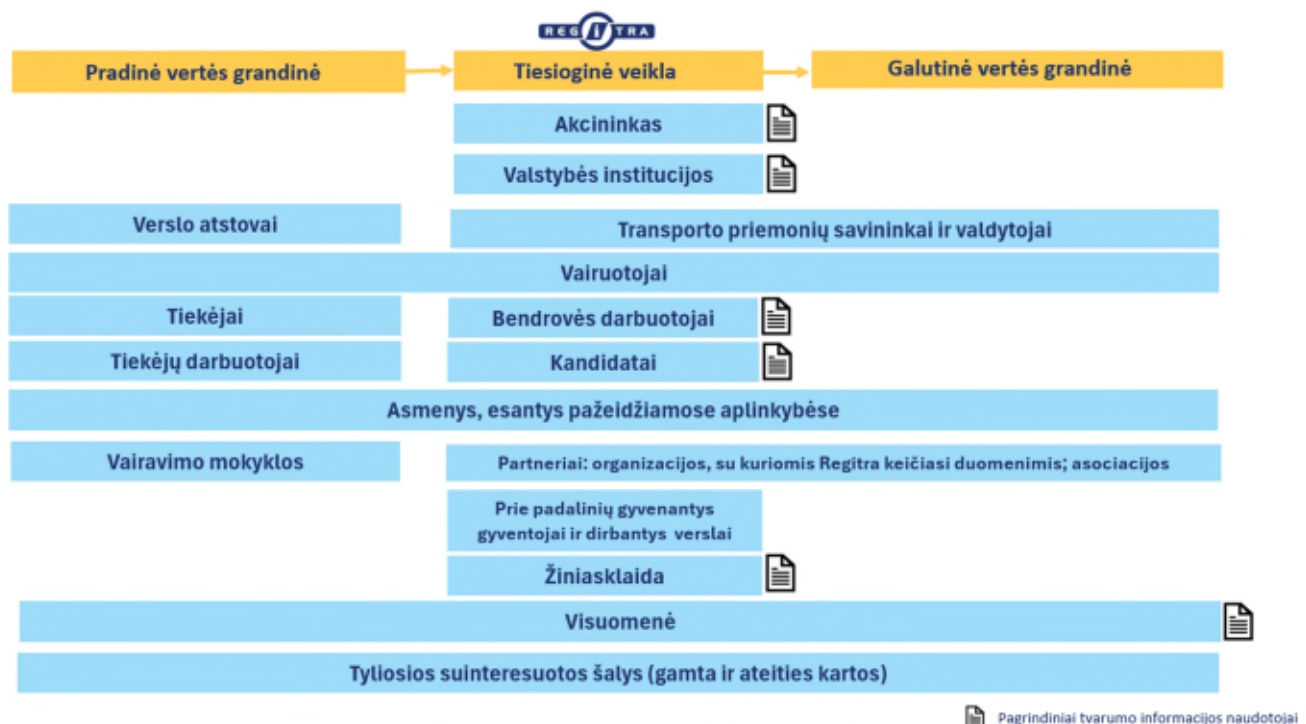 REGITRA
Pradinė vertės grandinė
Tiesioginė veikla
Galutinė vertės grandinė
Akcininkas
Valstybės institucijos
Verslo atstovai
Transporto priemonių savininkai ir valdytojai
Vairuotojai
Tiekėjai
Bendrovės darbuotojai
Tiekėjų darbuotojai
Kandidatai
Asmenys, esantys pažeidžiamose aplinkybėse
Vairavimo mokyklos
Partneriai: organizacijos, su kuriomis Regitra keičiasi duomenimis; asociacijos
Prie padalinių gyvenantys
gyventojai ir dirbantys verslai
Žiniasklaida
Visuomenė
Tyliosios suinteresuotos šalys (gamta ir ateities kartos)
Pagrindiniai tvarumo informacijos naudotojai